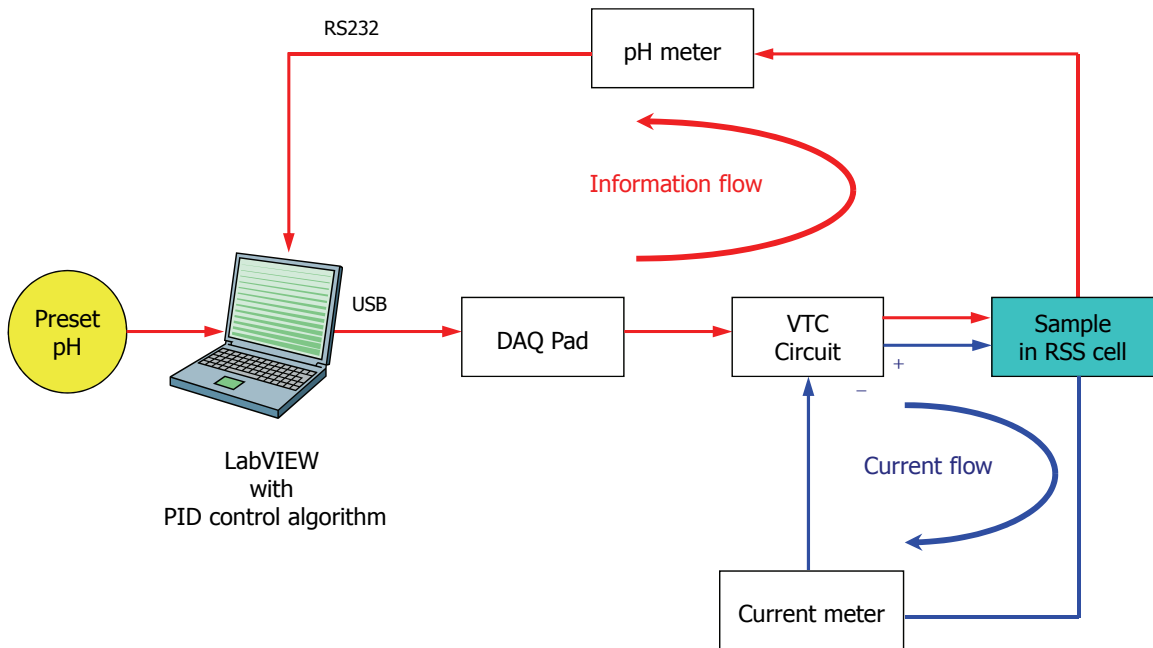 RS232
pH meter
Information flow
Preset
pH
USB
DAQ Pad
VTC
Circuit
Sample
in RSS cell
+
−
LabVIEW
with
PID control algorithm
Current flow
Current meter